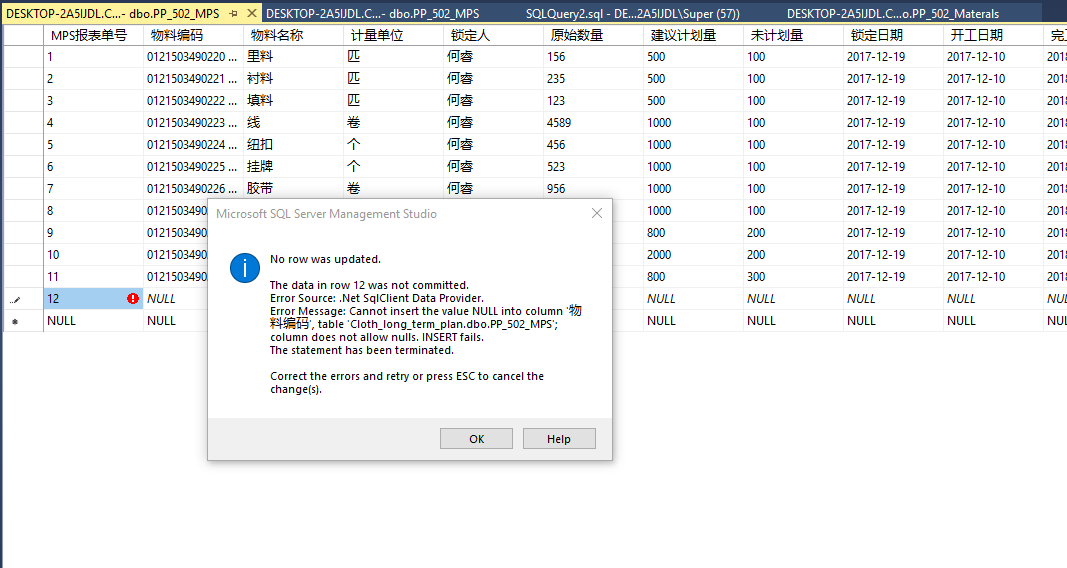 DESKTOP-2A5IJDL.C...- dbo.PP_502_MPS DESKTOP-2A5IJDL.C...- dbo.PP_502_MPS SQLQuery2.sql - DE...2A5IJDL\Super (57)) DESKTOP-2A5IJDL.C...o.PP_502_Materals
MPS报表单号 物料编码 物料名称 计量单位 锁定人 原始数量 建议计划量 未计划量 锁定日期 开工日期 完工
1 0121503490220 ... 里料 匹 何睿 156 500 100 2017-12-19 2017-12-10 2018
2 0121503490221 ... 衬料 匹 何睿 235 500 100 2017-12-19 2017-12-10 2018
3 0121503490222 ... 填料 匹 何睿 123 500 100 2017-12-19 2017-12-10 2018
4 0121503490223 ... 线 卷 何睿 4589 1000 100 2017-12-19 2017-12-10 2018
5 0121503490224 ... 纽扣 个 何睿 456 1000 100 2017-12-19 2017-12-10 2018
6 0121503490225 ... 挂牌 个 何睿 523 1000 100 2017-12-19 2017-12-10 2018
7 0121503490226 ... 胶带 卷 何睿 956 1000 100 2017-12-19 2017-12-10 2018
8 012150349 1000 100 2017-12-19 2017-12-10 2018
9 012150349 800 200 2017-12-19 2017-12-10 2018
10 012150349 2000 200 2017-12-19 2017-12-10 2018
11 012150349 800 300 2017-12-19 2017-12-10 2018
12 NULL NULL NULL NULL NULL
NULL NULL NULL NULL NULL NULL
Microsoft SQL Server Management Studio
No row was updated.
The data in row 12 was not committed.
Error Source: .Net SqlClient Data Provider.
Error Message: Cannot insert the value NULL into column '物
料编码', table 'Cloth_long_term_plan.dbo.PP_502_MPS';
column does not allow nulls. INSERT fails.
The statement has been terminated.
Correct the errors and retry or press ESC to cancel the
change(s).
OK Help